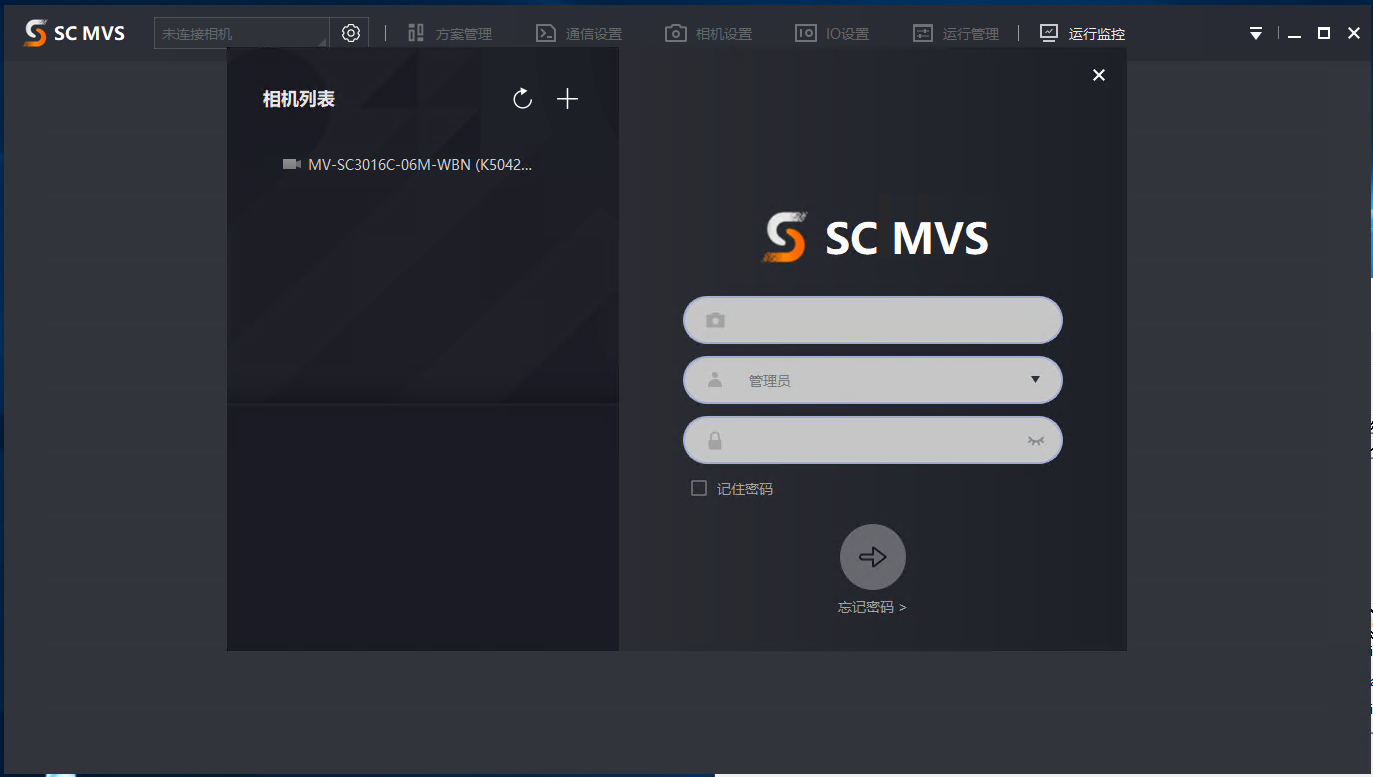 SC MVS
未连接相机
方案管理
通信设置
相机设置
IO设置
运行管理
运行监控
相机列表
MV-SC3016C-06M-WBN (K5042...
SC MVS
管理员
记住密码
忘记密码 >